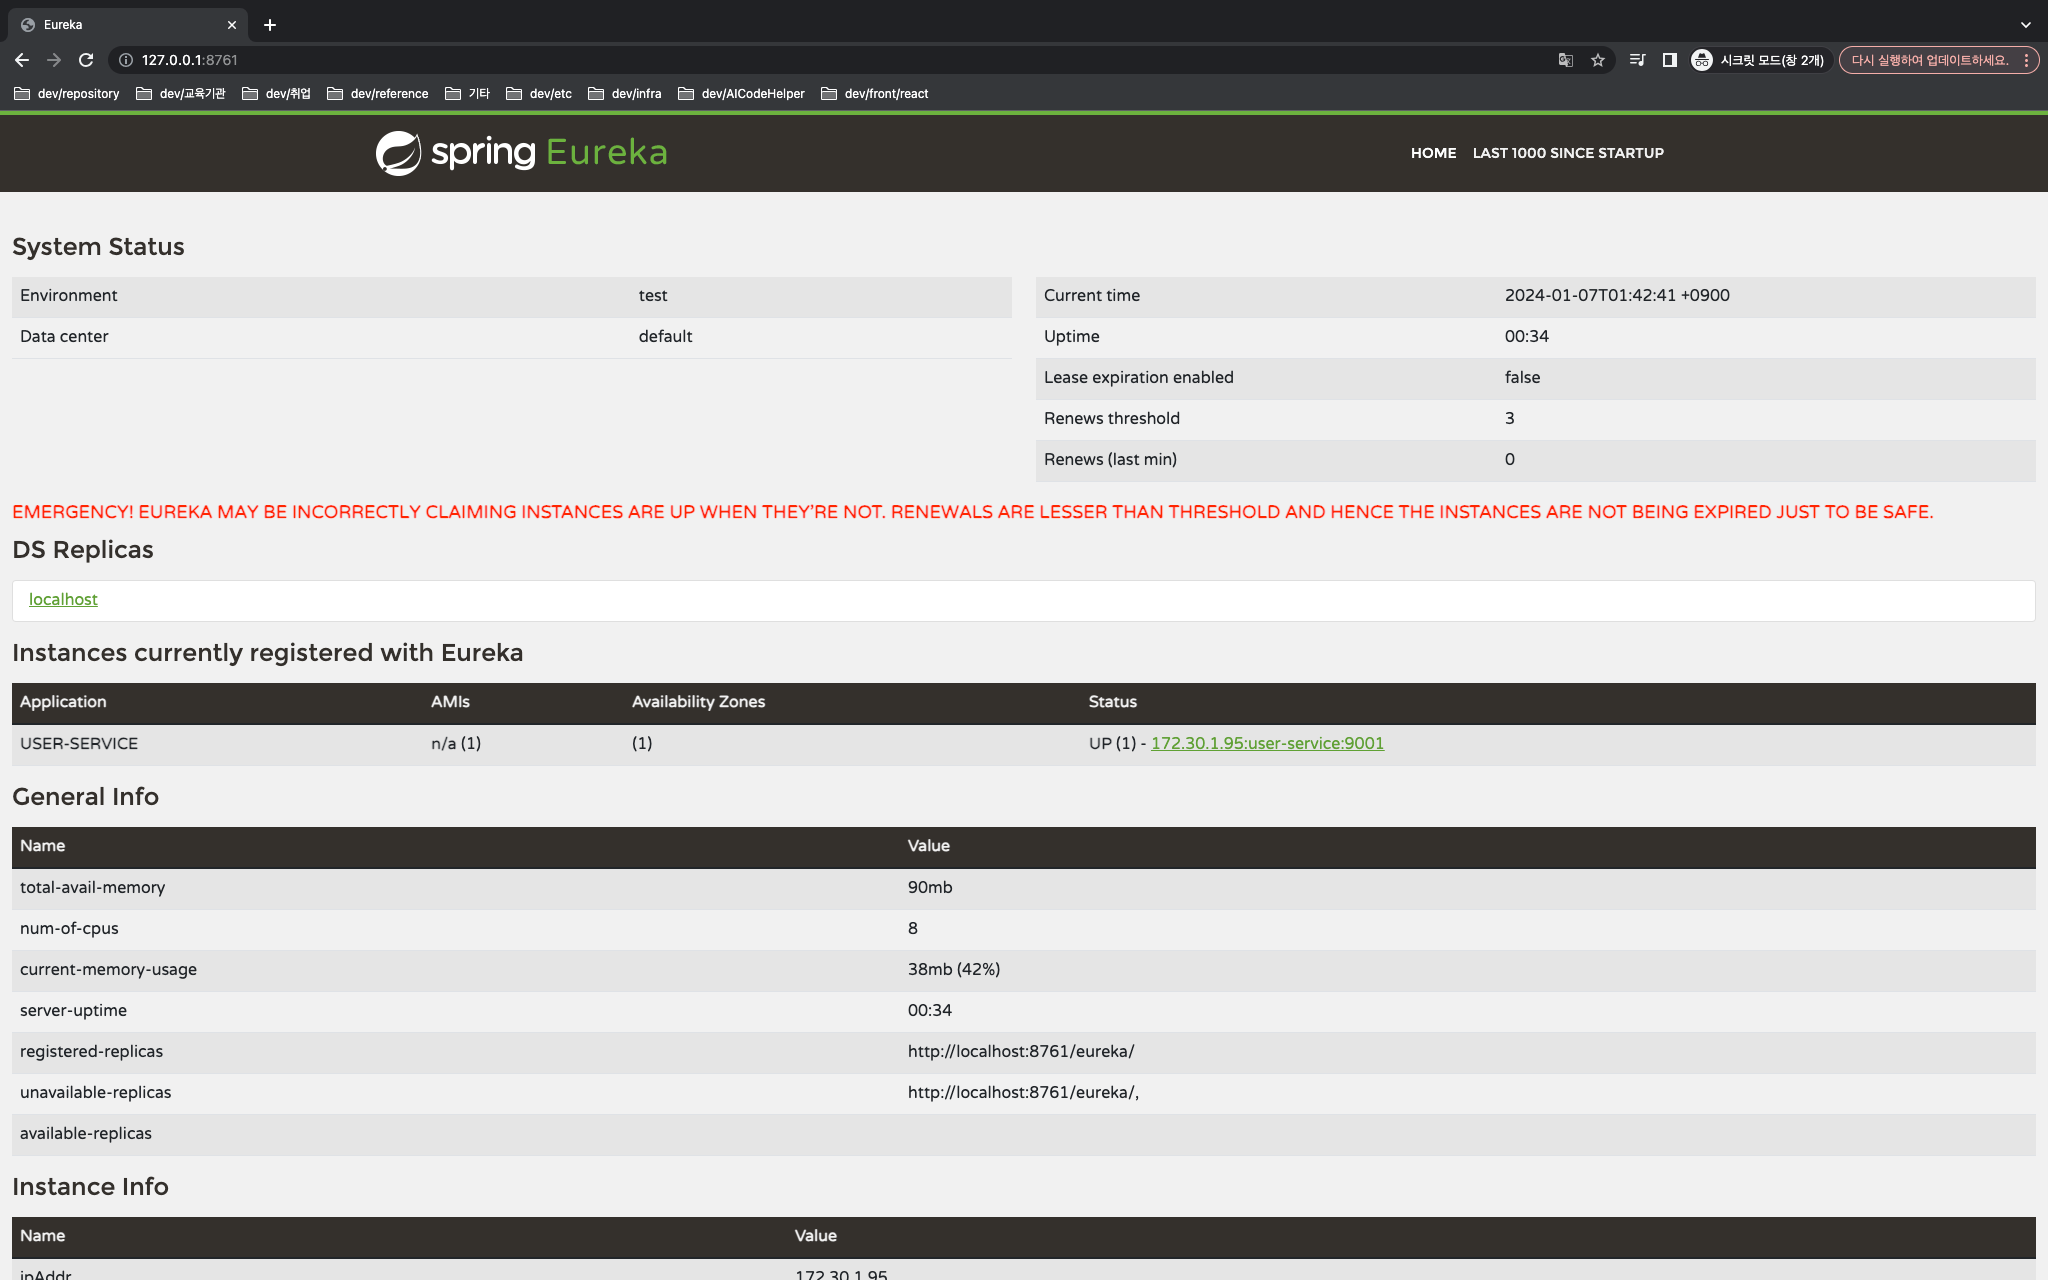 Eureka
127.0.0.1:8761
시크릿 모드(창 2개)
다시 실행하여 업데이트하세요.
dev/repository dev/교육기관 dev/취업 dev/reference 기타 dev/etc dev/infra dev/AICodeHelper dev/front/react
spring Eureka
HOME LAST 1000 SINCE STARTUP
System Status
Environment test
Data center default
Current time 2024-01-07T01:42:41 +0900
Uptime 00:34
Lease expiration enabled false
Renews threshold 3
Renews (last min) 0
EMERGENCY! EUREKA MAY BE INCORRECTLY CLAIMING INSTANCES ARE UP WHEN THEY'RE NOT. RENEWALS ARE LESSER THAN THRESHOLD AND HENCE THE INSTANCES ARE NOT BEING EXPIRED JUST TO BE SAFE.
DS Replicas
localhost
Instances currently registered with Eureka
Application AMIs Availability Zones Status
USER-SERVICE n/a (1) (1) UP (1) - 172.30.1.95:user-service:9001
General Info
Name Value
total-avail-memory 90mb
num-of-cpus 8
current-memory-usage 38mb (42%)
server-uptime 00:34
registered-replicas http://localhost:8761/eureka/
unavailable-replicas http://localhost:8761/eureka/,
available-replicas
Instance Info
Name Value
ipAddr 172.30.1.95